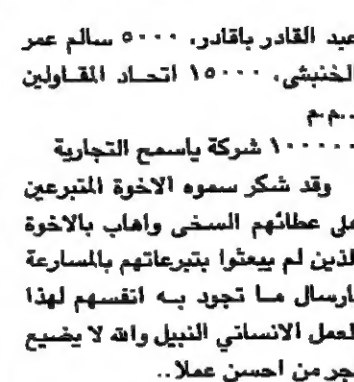 عبد القادر باقادر، ٥٠٠٠٠ سالم عمر
الخنبشي، ١٥٠٠٠ اتحاد المقاولين
.م.م
١٠٠٠٠٠ شركة ياسمح التجارية
وقد شكر سموه الاخوة المتبرعين
على عطائهم السخى واهاب بالاخوة
الذين لم يبعثوا بتبرعاتهم بالمسارعة
بارسال ما تجود به انفسهم لهذا
العمل الانساني النبيل والله لا يضيع
اجر من احسن عملا..